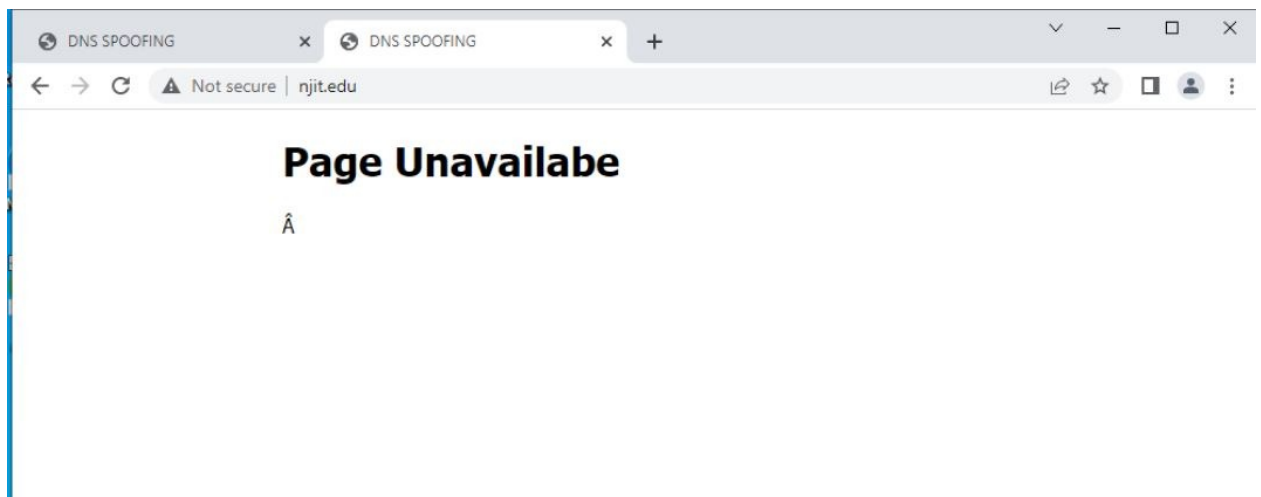 DNS SPOOFING
DNS SPOOFING
Not secure | njit.edu
Page Unavailabe
Â